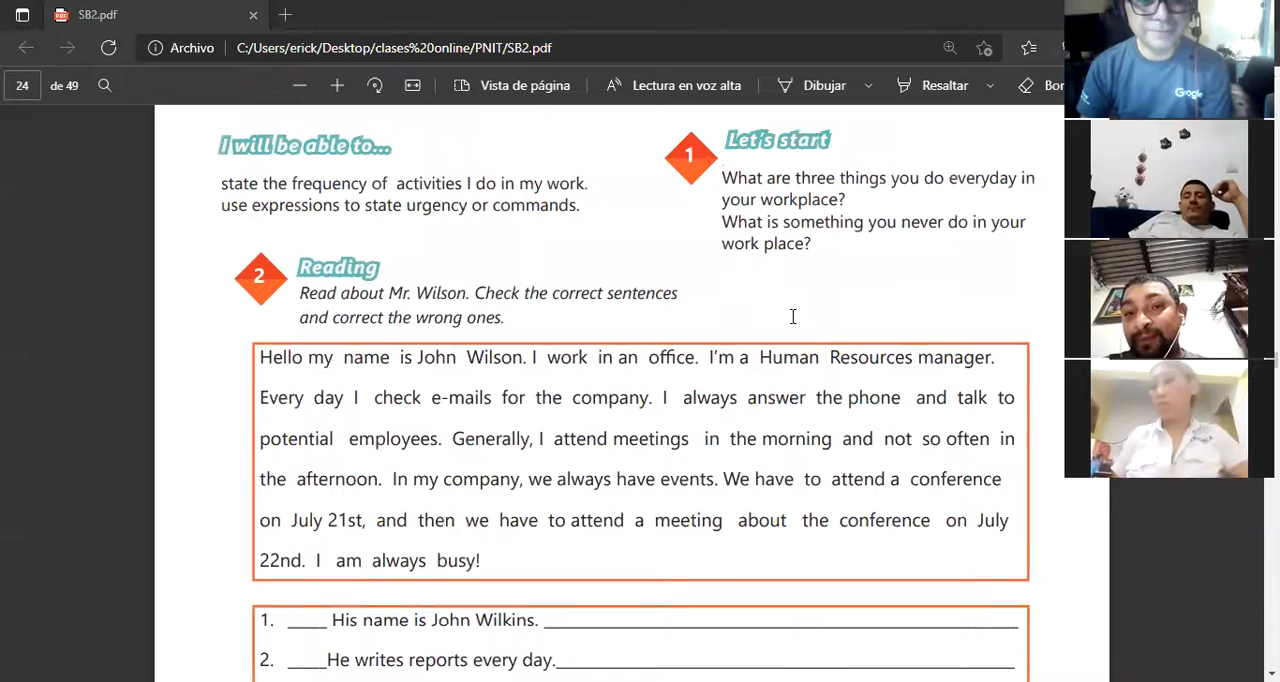 SB2.pdf
Archivo C:/Users/erick/Desktop/clases%20online/PNIT/SB2.pdf
24 de 49 Vista de página Lectura en voz alta Dibujar Resaltar Bor
I will be able to...
state the frequency of activities I do in my work.
use expressions to state urgency or commands.
1 Let's start
What are three things you do everyday in
your workplace?
What is something you never do in your
work place?
2 Reading
Read about Mr. Wilson. Check the correct sentences
and correct the wrong ones.
Hello my name is John Wilson. I work in an office. I'm a Human Resources manager.
Every day I check e-mails for the company. I always answer the phone and talk to
potential employees. Generally, I attend meetings in the morning and not so often in
the afternoon. In my company, we always have events. We have to attend a conference
on July 21st, and then we have to attend a meeting about the conference on July
22nd. I am always busy!
1. ____ His name is John Wilkins. ____
2. ____He writes reports every day.____
Google